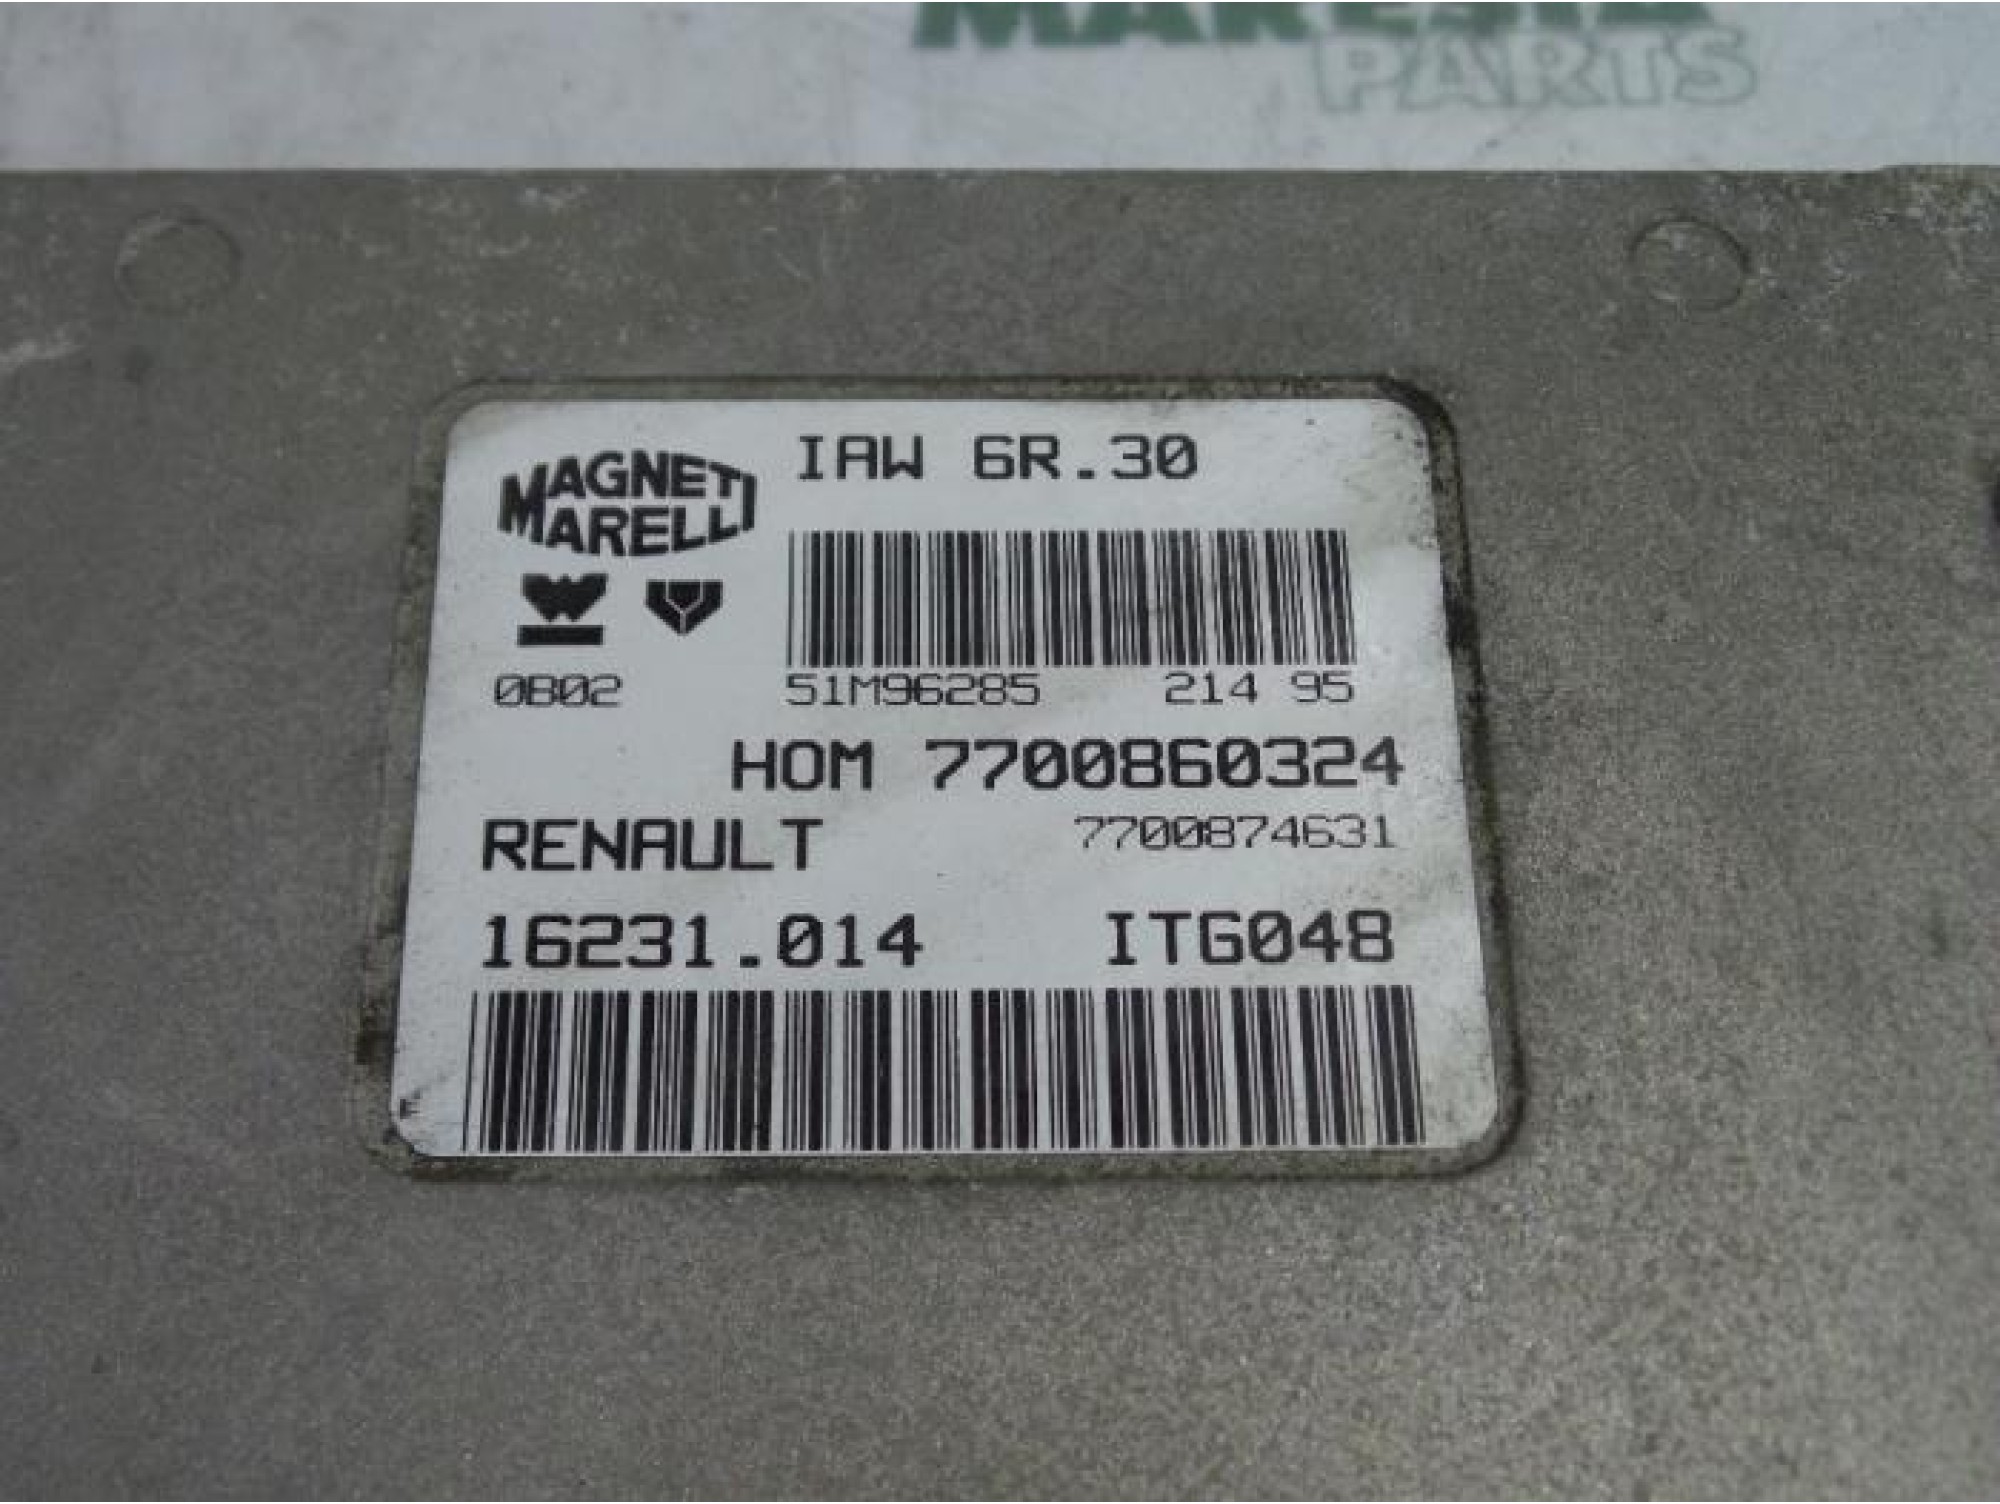 PARTS
IAW 6R.30
MAGNETI
MARELLI
0B02 51M96285 214 95
HOM 7700860324
RENAULT 7700874631
16231.014 ITG048